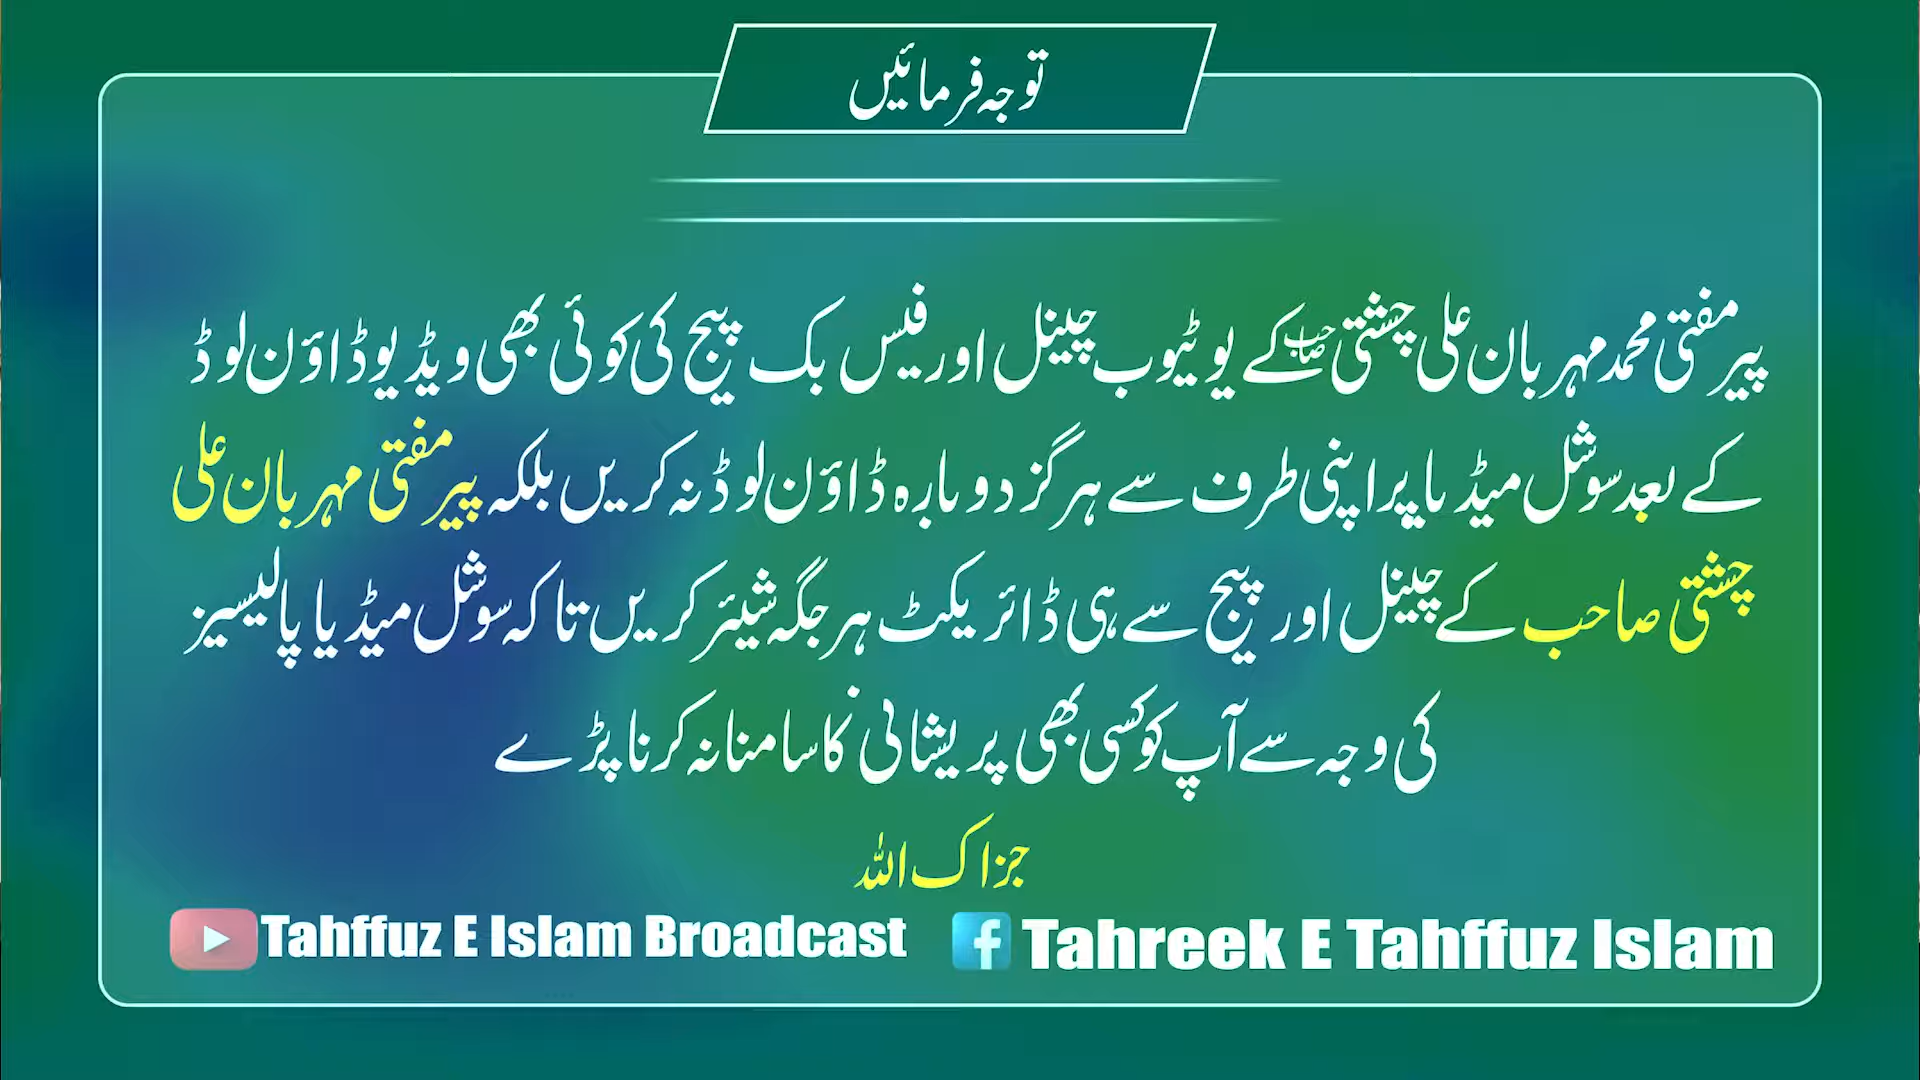 توجہ فرمائیں
پیر مفتی محمد مہربان علی چشتی صاحب کے یوٹیوب چینل اور فیس بک پیج کی کوئی بھی ویڈیو ڈاؤن لوڈ
کے بعد سوشل میڈیا پر اپنی طرف سے ہرگز دوبارہ ڈاؤن لوڈ نہ کریں بلکہ پیر مفتی مہربان علی
چشتی صاحب کے چینل اور پیج سے ہی ڈائریکٹ ہر جگہ شیئر کریں تاکہ سوشل میڈیا پالیسیز
کی وجہ سے آپ کو کسی بھی پریشانی کا سامنا نہ کرنا پڑے
جزاک اللہ
Tahffuz E Islam Broadcast Tahreek E Tahffuz Islam